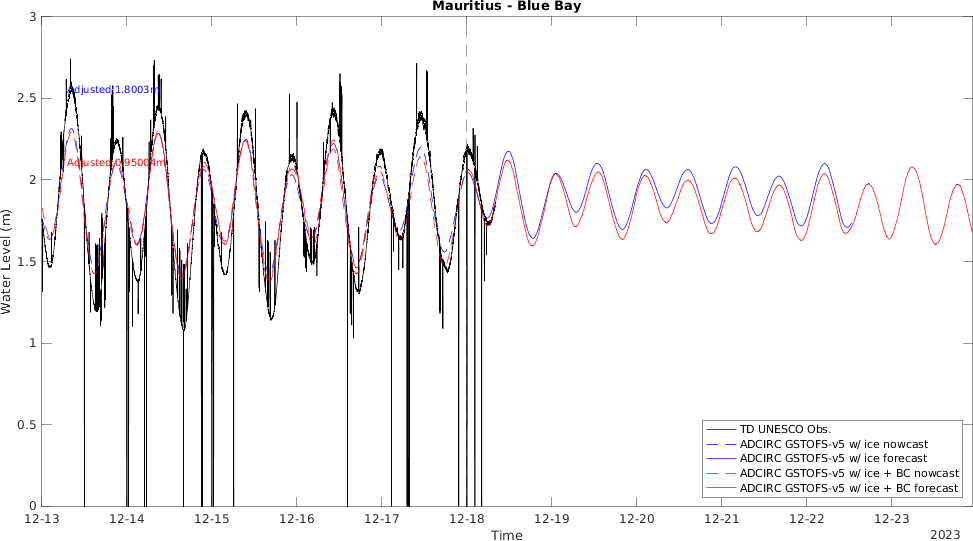 Mauritius - Blue Bay
3
2.5
2
1.5
1
0.5
0
Water Level (m)
Adjusted 1.8003m
Adjusted 0.95004m
TD UNESCO Obs.
ADCIRC GSTOFS-v5 w/ ice nowcast
ADCIRC GSTOFS-v5 w/ ice forecast
ADCIRC GSTOFS-v5 w/ ice + BC nowcast
ADCIRC GSTOFS-v5 w/ ice + BC forecast
12-13 12-14 12-15 12-16 12-17 12-18 12-19 12-20 12-21 12-22 12-23
Time
2023